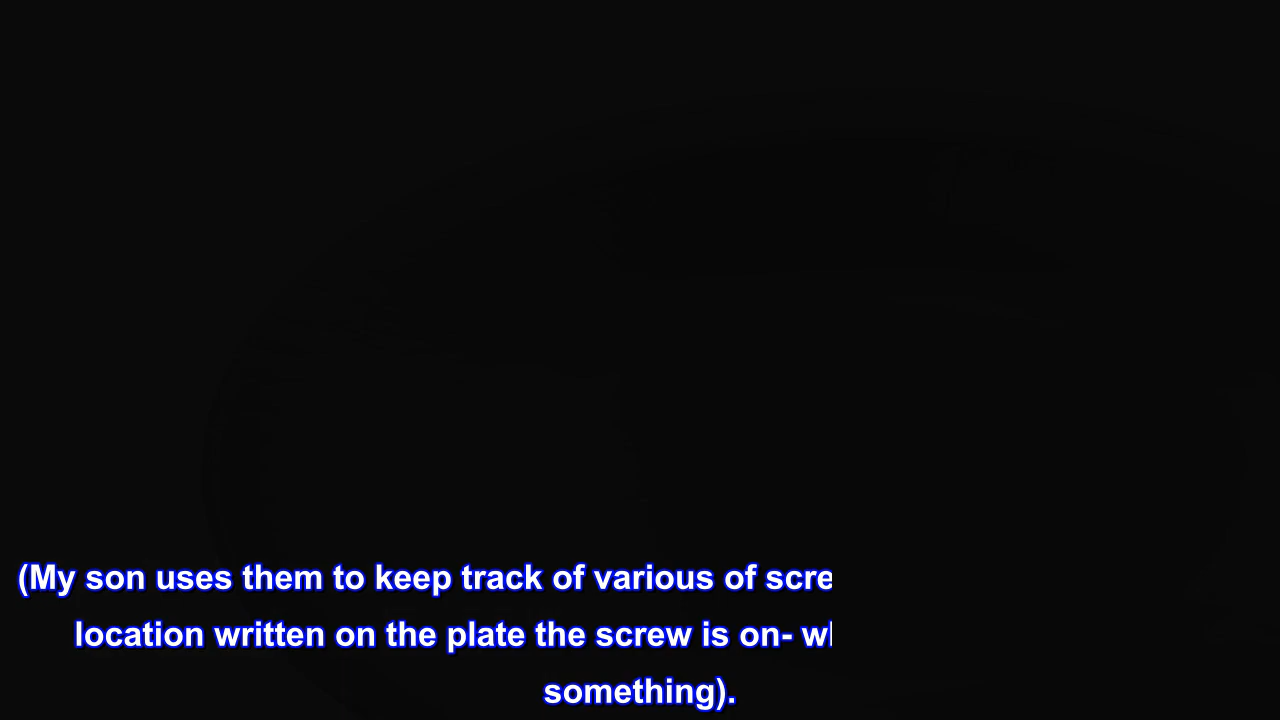 (My son uses them to keep track of various of scre
location written on the plate the screw is on- 
something).